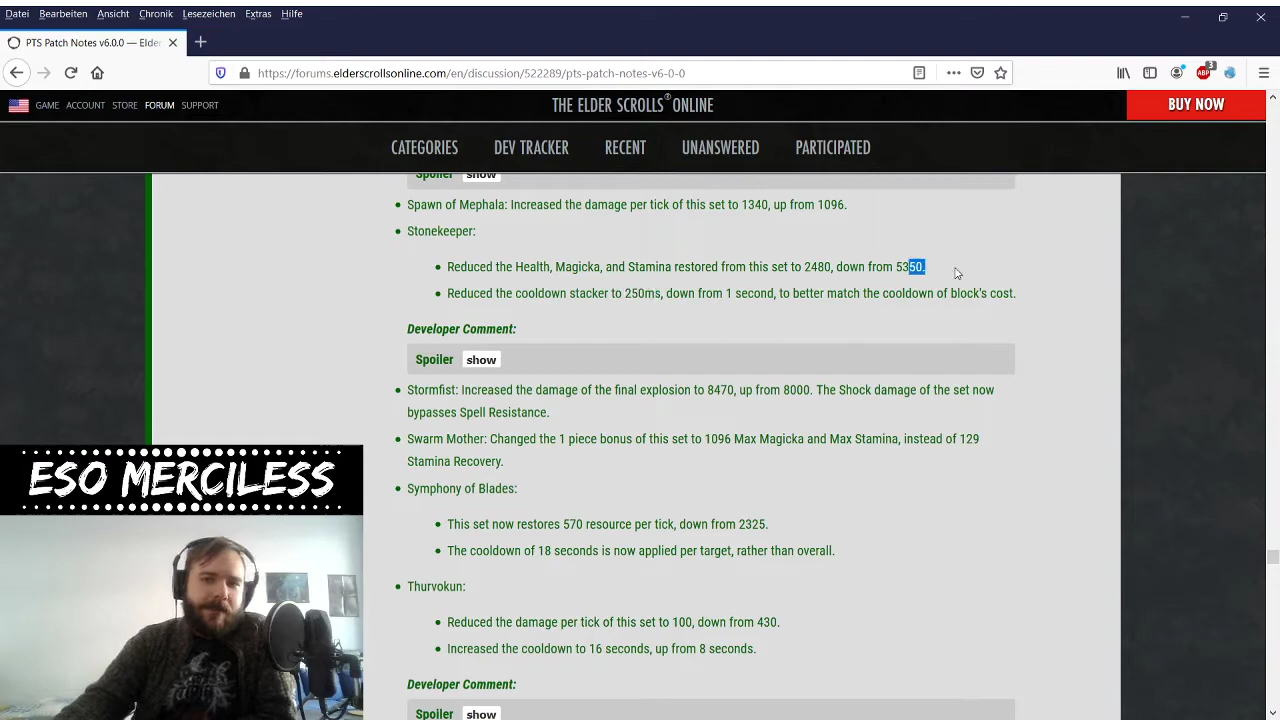 Datei Bearbeiten Ansicht Chronik Lesezeichen Extras Hilfe
PTS Patch Notes v6.0.0 — Elder
https://forums.elderscrollsonline.com/en/discussion/522289/pts-patch-notes-v6-0-0
ABP 3
GAME ACCOUNT STORE FORUM SUPPORT
THE ELDER SCROLLS® ONLINE
BUY NOW
CATEGORIES DEV TRACKER RECENT UNANSWERED PARTICIPATED
Spoiler show
• Spawn of Mephala: Increased the damage per tick of this set to 1340, up from 1096.
• Stonekeeper:
• Reduced the Health, Magicka, and Stamina restored from this set to 2480, down from 5350.
• Reduced the cooldown stacker to 250ms, down from 1 second, to better match the cooldown of block's cost.
Developer Comment:
Spoiler show
• Stormfist: Increased the damage of the final explosion to 8470, up from 8000. The Shock damage of the set now
bypasses Spell Resistance.
• Swarm Mother: Changed the 1 piece bonus of this set to 1096 Max Magicka and Max Stamina, instead of 129
Stamina Recovery.
• Symphony of Blades:
• This set now restores 570 resource per tick, down from 2325.
• The cooldown of 18 seconds is now applied per target, rather than overall.
• Thurvokun:
• Reduced the damage per tick of this set to 100, down from 430.
• Increased the cooldown to 16 seconds, up from 8 seconds.
Developer Comment:
Spoiler show
ESO MERCILESS